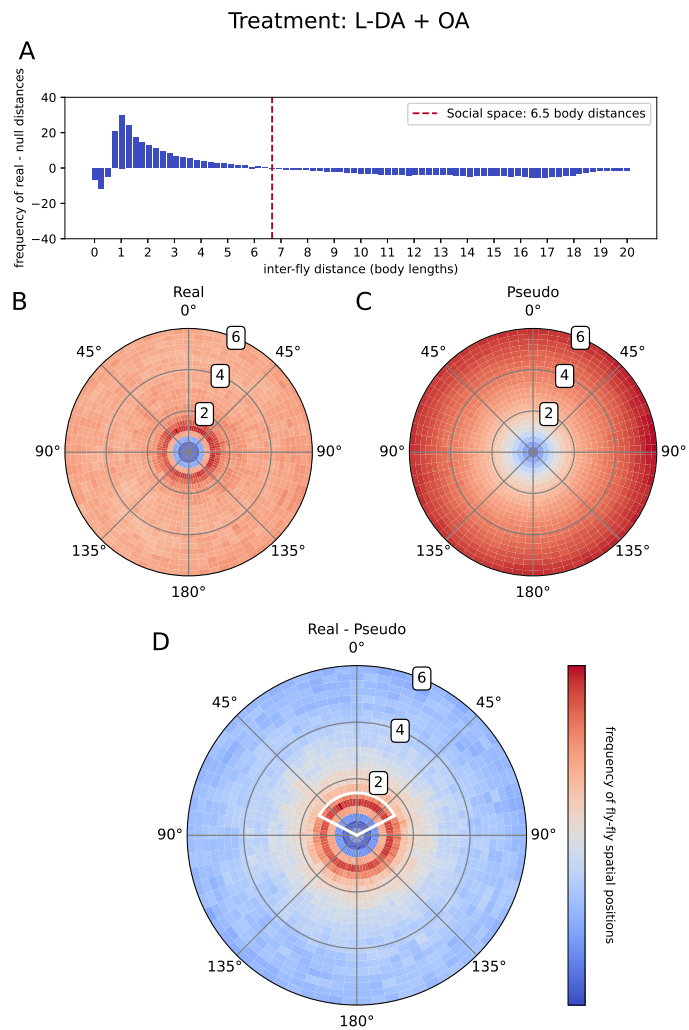 Treatment: L-DA + OA
A
frequency of real - null distances
40
20
0
−20
−40
Social space: 6.5 body distances
0 1 2 3 4 5 6 7 8 9 10 11 12 13 14 15 16 17 18 19 20
inter-fly distance (body lengths)
B
Real
0°
45°
45°
90°
90°
135°
135°
180°
2
4
6
C
Pseudo
0°
45°
45°
90°
90°
135°
135°
180°
2
4
6
D
Real - Pseudo
0°
45°
45°
90°
90°
135°
135°
180°
2
4
6
frequency of fly-fly spatial positions